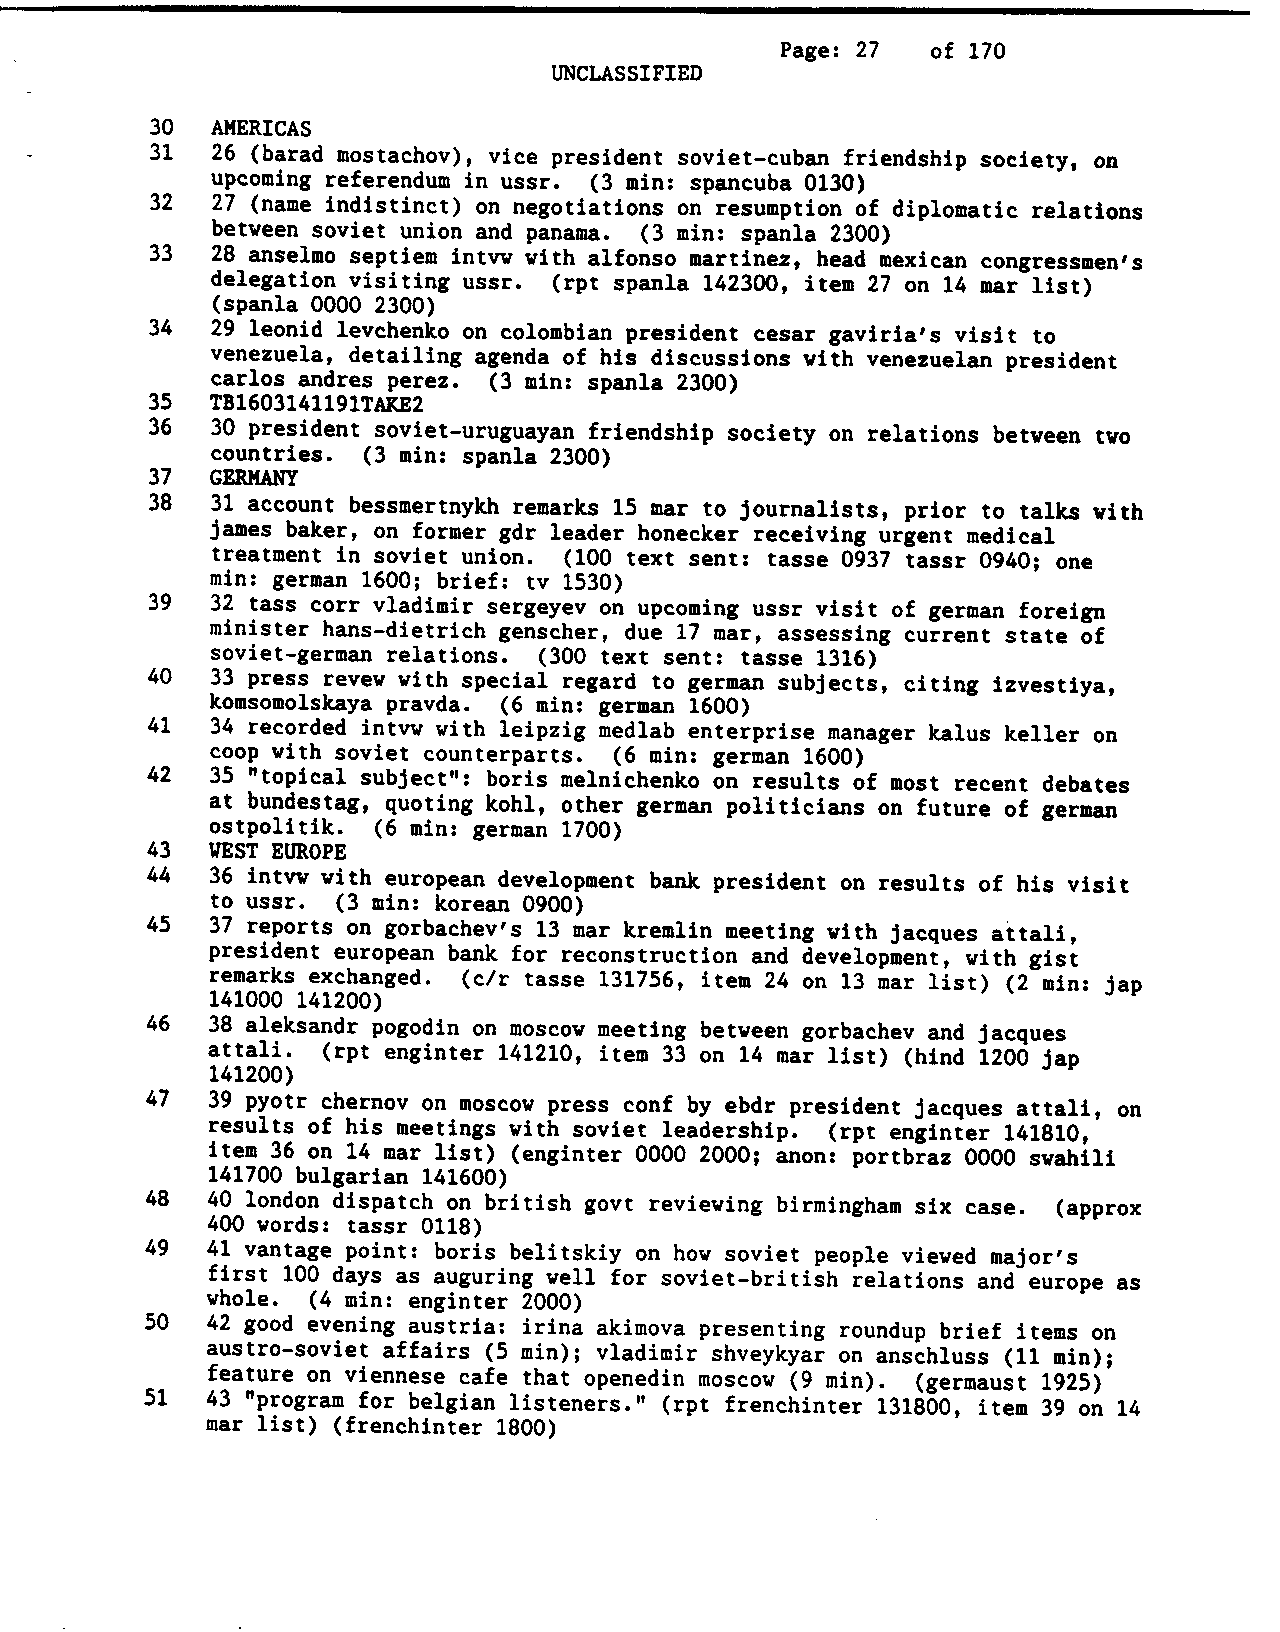 Page: 27 of 170
UNCLASSIFIED
30 AMERICAS
31 26 (barad mostachov), vice president soviet-cuban friendship society, on
upcoming referendum in ussr. (3 min: spancuba 0130)
32 27 (name indistinct) on negotiations on resumption of diplomatic relations
between soviet union and panama. (3 min: spanla 2300)
33 28 anselmo septiem intvw with alfonso martinez, head mexican congressmen's
delegation visiting ussr. (rpt spanla 142300, item 27 on 14 mar list)
(spanla 0000 2300)
34 29 leonid levchenko on colombian president cesar gaviria's visit to
venezuela, detailing agenda of his discussions with venezuelan president
carlos andres perez. (3 min: spanla 2300)
35 TB1603141191TAKE2
36 30 president soviet-uruguayan friendship society on relations between two
countries. (3 min: spanla 2300)
37 GERMANY
38 31 account bessmertnykh remarks 15 mar to journalists, prior to talks with
james baker, on former gdr leader honecker receiving urgent medical
treatment in soviet union. (100 text sent: tasse 0937 tassr 0940; one
min: german 1600; brief: tv 1530)
39 32 tass corr vladimir sergeyev on upcoming ussr visit of german foreign
minister hans-dietrich genscher, due 17 mar, assessing current state of
soviet-german relations. (300 text sent: tasse 1316)
40 33 press revew with special regard to german subjects, citing izvestiya,
komsomolskaya pravda. (6 min: german 1600)
41 34 recorded intvw with leipzig medlab enterprise manager kalus keller on
coop with soviet counterparts. (6 min: german 1600)
42 35 "topical subject": boris melnichenko on results of most recent debates
at bundestag, quoting kohl, other german politicians on future of german
ostpolitik. (6 min: german 1700)
43 WEST EUROPE
44 36 intvw with european development bank president on results of his visit
to ussr. (3 min: korean 0900)
45 37 reports on gorbachev's 13 mar kremlin meeting with jacques attali,
president european bank for reconstruction and development, with gist
remarks exchanged. (c/r tasse 131756, item 24 on 13 mar list) (2 min: jap
141000 141200)
46 38 aleksandr pogodin on moscow meeting between gorbachev and jacques
attali. (rpt enginter 141210, item 33 on 14 mar list) (hind 1200 jap
141200)
47 39 pyotr chernov on moscow press conf by ebdr president jacques attali, on
results of his meetings with soviet leadership. (rpt enginter 141810,
item 36 on 14 mar list) (enginter 0000 2000; anon: portbraz 0000 swahili
141700 bulgarian 141600)
48 40 london dispatch on british govt reviewing birmingham six case. (approx
400 words: tassr 0118)
49 41 vantage point: boris belitskiy on how soviet people viewed major's
first 100 days as auguring well for soviet-british relations and europe as
whole. (4 min: enginter 2000)
50 42 good evening austria: irina akimova presenting roundup brief items on
austro-soviet affairs (5 min); vladimir shveykyar on anschluss (11 min);
feature on viennese cafe that openedin moscow (9 min). (germaust 1925)
51 43 "program for belgian listeners." (rpt frenchinter 131800, item 39 on 14
mar list) (frenchinter 1800)